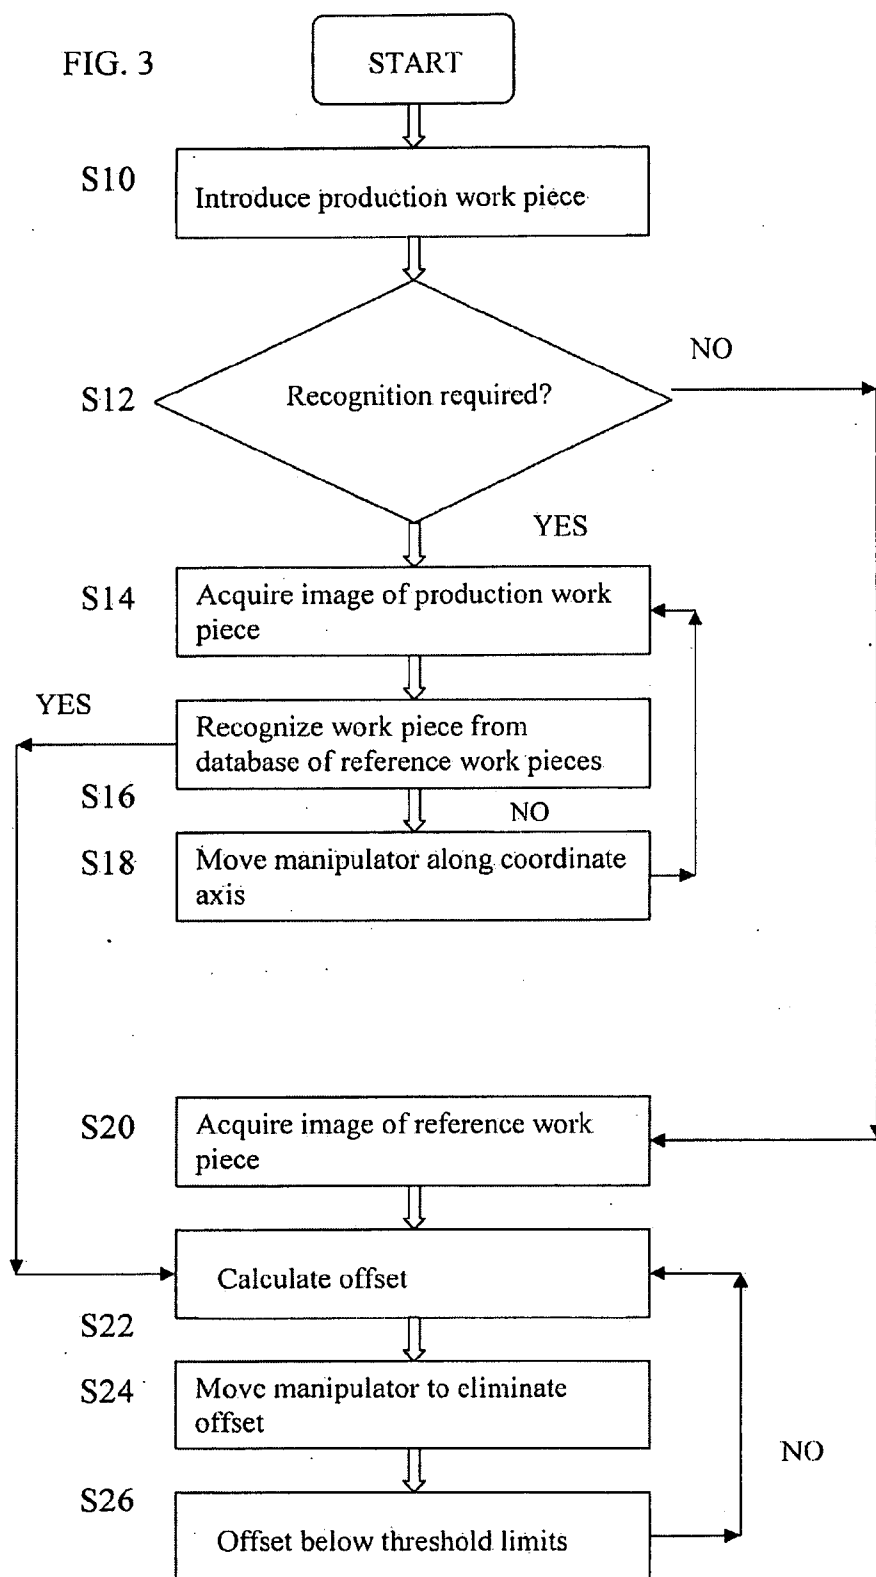 FIG. 3
START
S10
Introduce production work piece
NO
S12
Recognition required?
YES
S14
Acquire image of production work
piece
YES
Recognize work piece from
database of reference work pieces
S16
NO
S18
Move manipulator along coordinate
axis
S20
Acquire image of reference work
piece
Calculate offset
S22
S24
Move manipulator to eliminate
offset
NO
S26
Offset below threshold limits